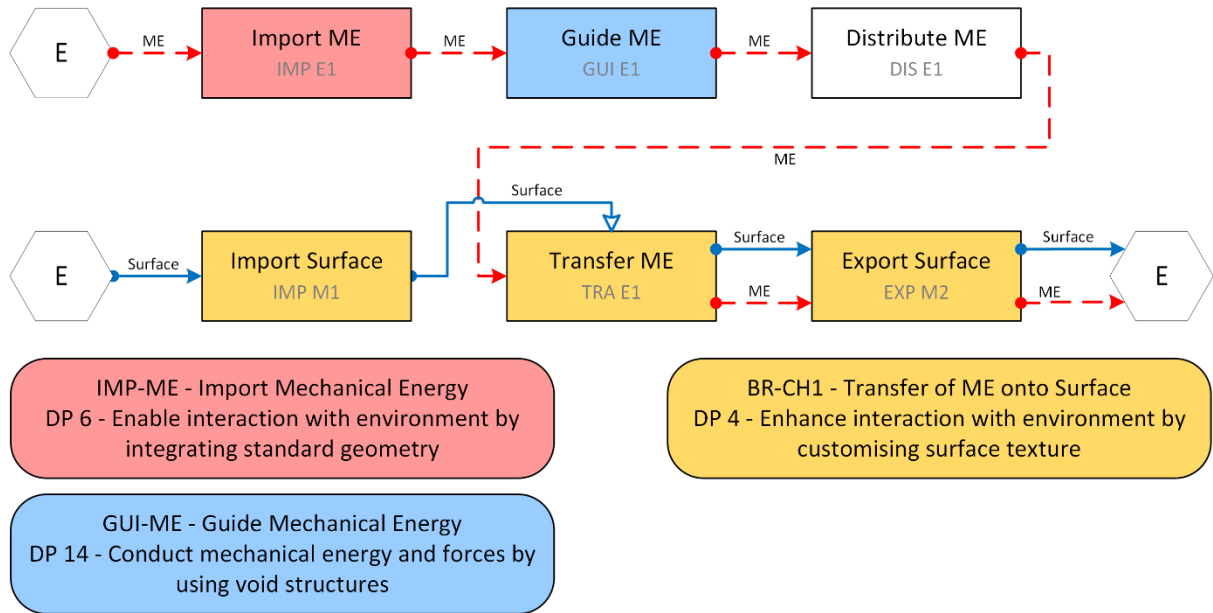 E
ME
Import ME
IMP E1
ME
Guide ME
GUI E1
ME
Distribute ME
DIS E1
ME
E
Surface
Import Surface
IMP M1
Surface
Transfer ME
TRA E1
Surface
ME
Export Surface
EXP M2
Surface
ME
E
IMP-ME - Import Mechanical Energy
DP 6 - Enable interaction with environment by
integrating standard geometry
BR-CH1 - Transfer of ME onto Surface
DP 4 - Enhance interaction with environment by
customising surface texture
GUI-ME - Guide Mechanical Energy
DP 14 - Conduct mechanical energy and forces by
using void structures